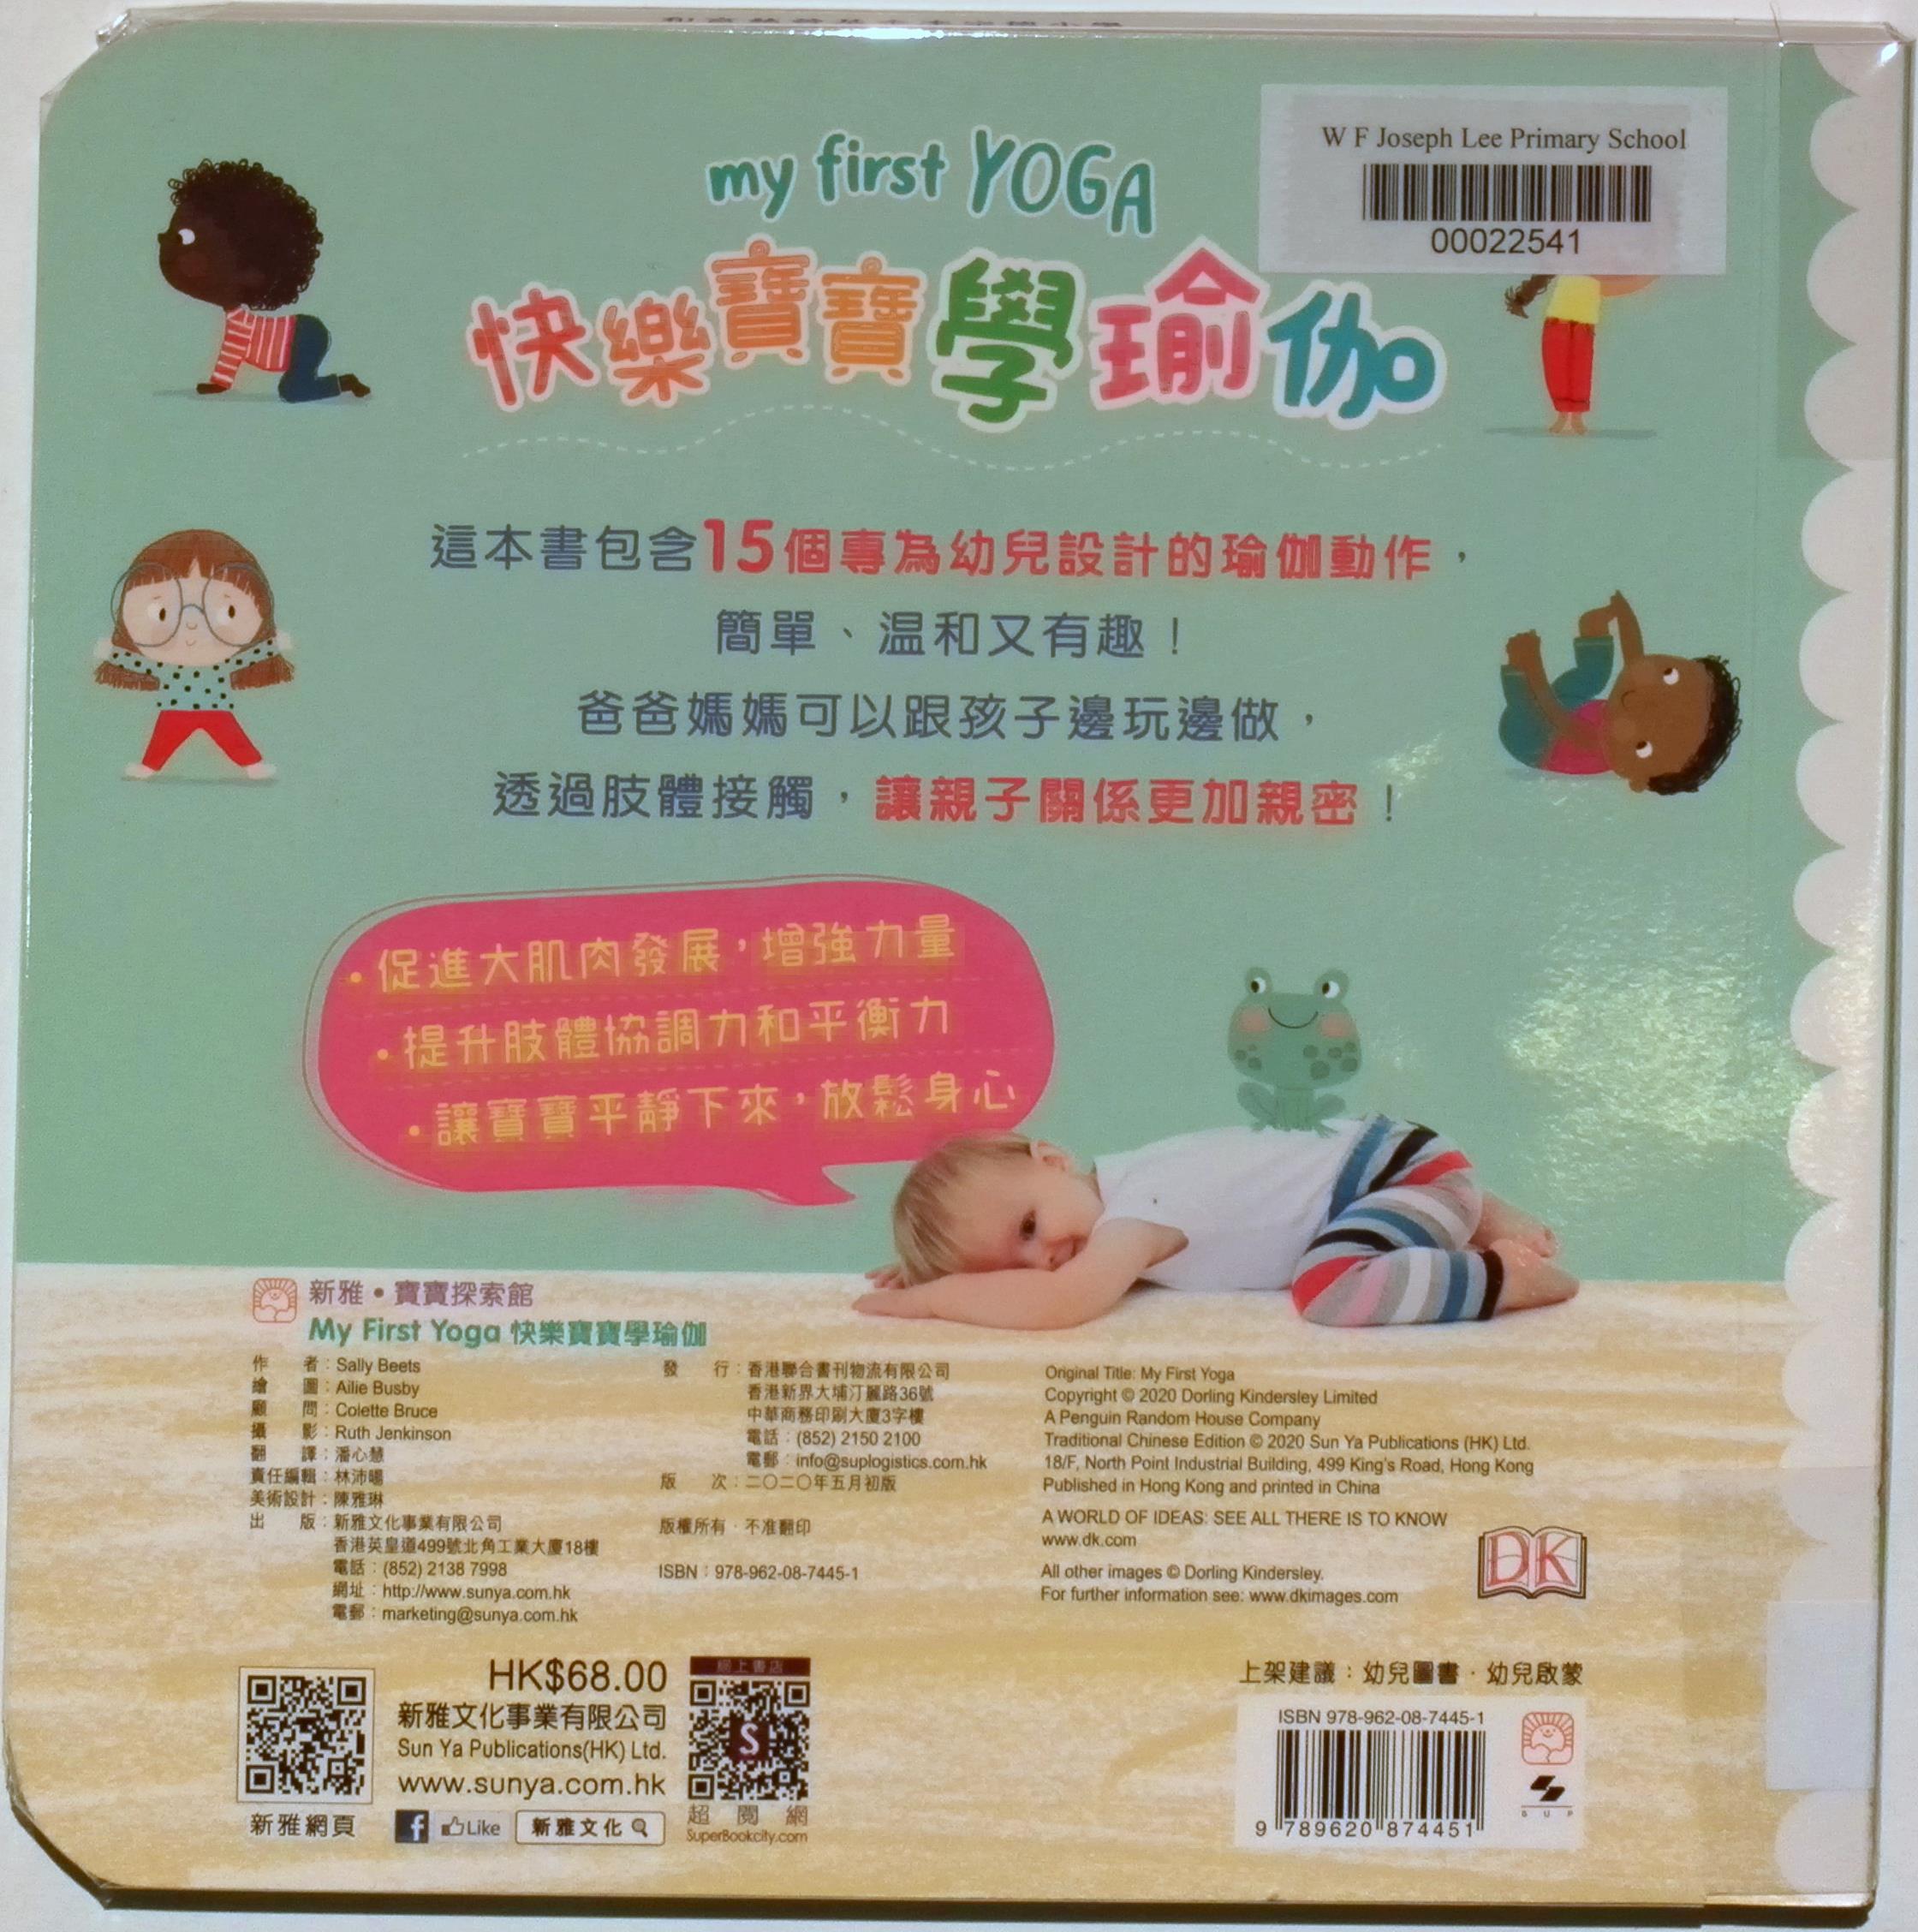 W F Joseph Lee Primary School
00022541
my first YOGA
快樂寶寶學瑜伽
這本書包含15個專為幼兒設計的瑜伽動作，
簡單、温和又有趣！
爸爸媽媽可以跟孩子邊玩邊做，
透過肢體接觸，讓親子關係更加親密！
•促進大肌肉發展，增強力量
•提升肢體協調力和平衡力
•讓寶寶平靜下來，放鬆身心
新雅•寶寶探索館
My First Yoga 快樂寶寶學瑜伽
作　者：Sally Beets
繪　圖：Ailie Busby
顧　問：Colette Bruce
攝　影：Ruth Jenkinson
翻　譯：潘心慧
責任編輯：林沛暘
美術設計：陳雅琳
出　版：新雅文化事業有限公司
香港英皇道499號北角工業大廈18樓
電話：(852) 2138 7998
網址：http://www.sunya.com.hk
電郵：marketing@sunya.com.hk
發　行：香港聯合書刊物流有限公司
香港新界大埔汀麗路36號
中華商務印刷大廈3字樓
電話：(852) 2150 2100
電郵：info@suplogistics.com.hk
版　次：二〇二〇年五月初版
版權所有・不准翻印
ISBN：978-962-08-7445-1
Original Title: My First Yoga
Copyright © 2020 Dorling Kindersley Limited
A Penguin Random House Company
Traditional Chinese Edition © 2020 Sun Ya Publications (HK) Ltd.
18/F, North Point Industrial Building, 499 King's Road, Hong Kong
Published in Hong Kong and printed in China
A WORLD OF IDEAS: SEE ALL THERE IS TO KNOW
www.dk.com
All other images © Dorling Kindersley.
For further information see: www.dkimages.com
DK
新雅網頁
HK$68.00
新雅文化事業有限公司
Sun Ya Publications(HK) Ltd.
www.sunya.com.hk
f Like 新雅文化
網上書店
S
超閱網
SuperBookcity.com
上架建議：幼兒圖書・幼兒啟蒙
ISBN 978-962-08-7445-1
9 789620 874451
SUP